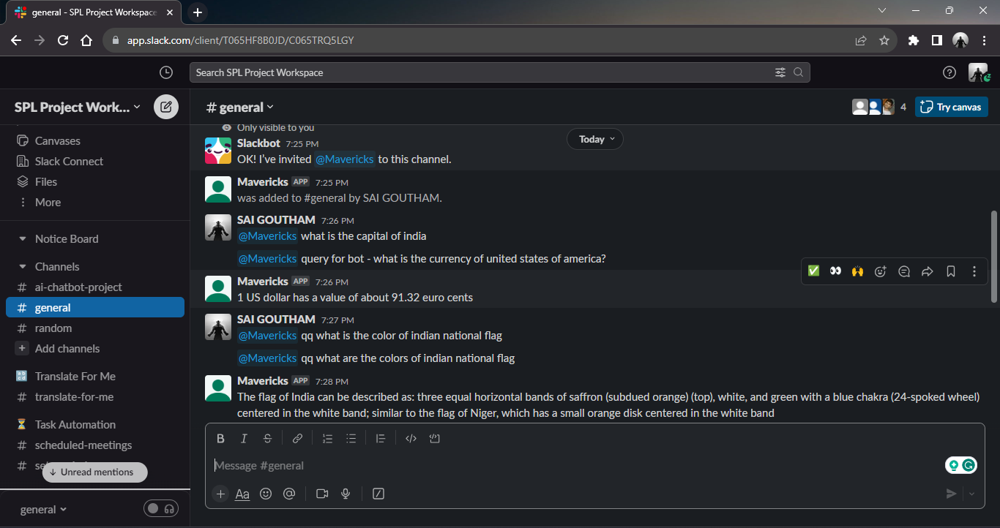 general - SPL Project Workspace
app.slack.com/client/T065HF8B0JD/C065TRQ5LGY
Search SPL Project Workspace
SPL Project Work...
# general
4
Try canvas
Canvases
Slack Connect
Files
More
Notice Board
Channels
# ai-chatbot-project
# general
# random
+ Add channels
Translate For Me
# translate-for-me
Task Automation
# scheduled-meetings
#
Unread mentions
general
Only visible to you
Today
Slackbot 7:25 PM
OK! I've invited @Mavericks to this channel.
Mavericks APP 7:25 PM
was added to #general by SAI GOUTHAM.
SAI GOUTHAM 7:26 PM
@Mavericks what is the capital of india
@Mavericks query for bot - what is the currency of united states of america?
Mavericks APP 7:26 PM
1 US dollar has a value of about 91.32 euro cents
SAI GOUTHAM 7:27 PM
@Mavericks qq what is the color of indian national flag
@Mavericks qq what are the colors of indian national flag
Mavericks APP 7:28 PM
The flag of India can be described as: three equal horizontal bands of saffron (subdued orange) (top), white, and green with a blue chakra (24-spoked wheel)
centered in the white band; similar to the flag of Niger, which has a small orange disk centered in the white band
B I S
Message #general
+ Aa @